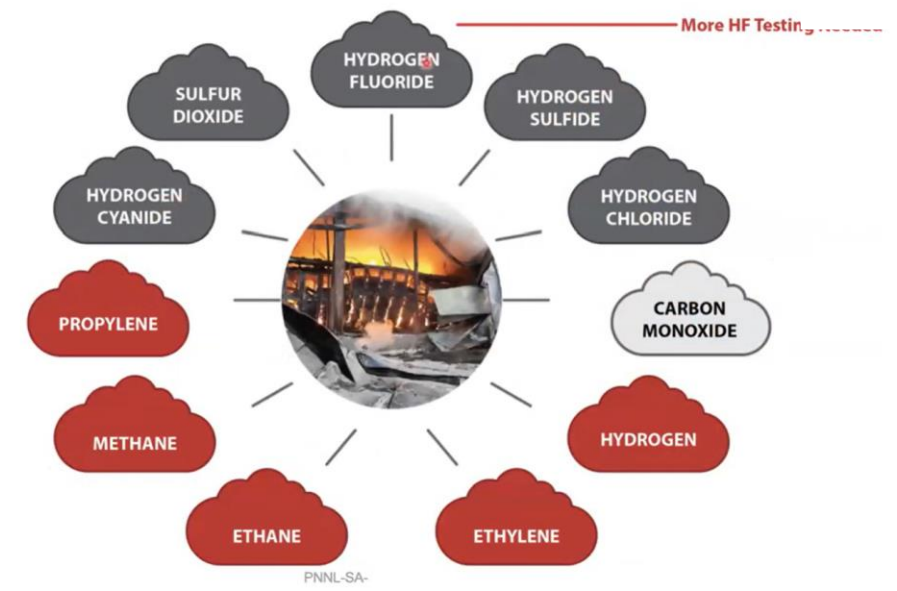 More HF Testing
HYDROGEN
FLUORIDE
SULFUR
DIOXIDE
HYDROGEN
SULFIDE
HYDROGEN
CYANIDE
HYDROGEN
CHLORIDE
PROPYLENE
CARBON
MONOXIDE
METHANE
HYDROGEN
ETHANE
ETHYLENE
PNNL-SA-